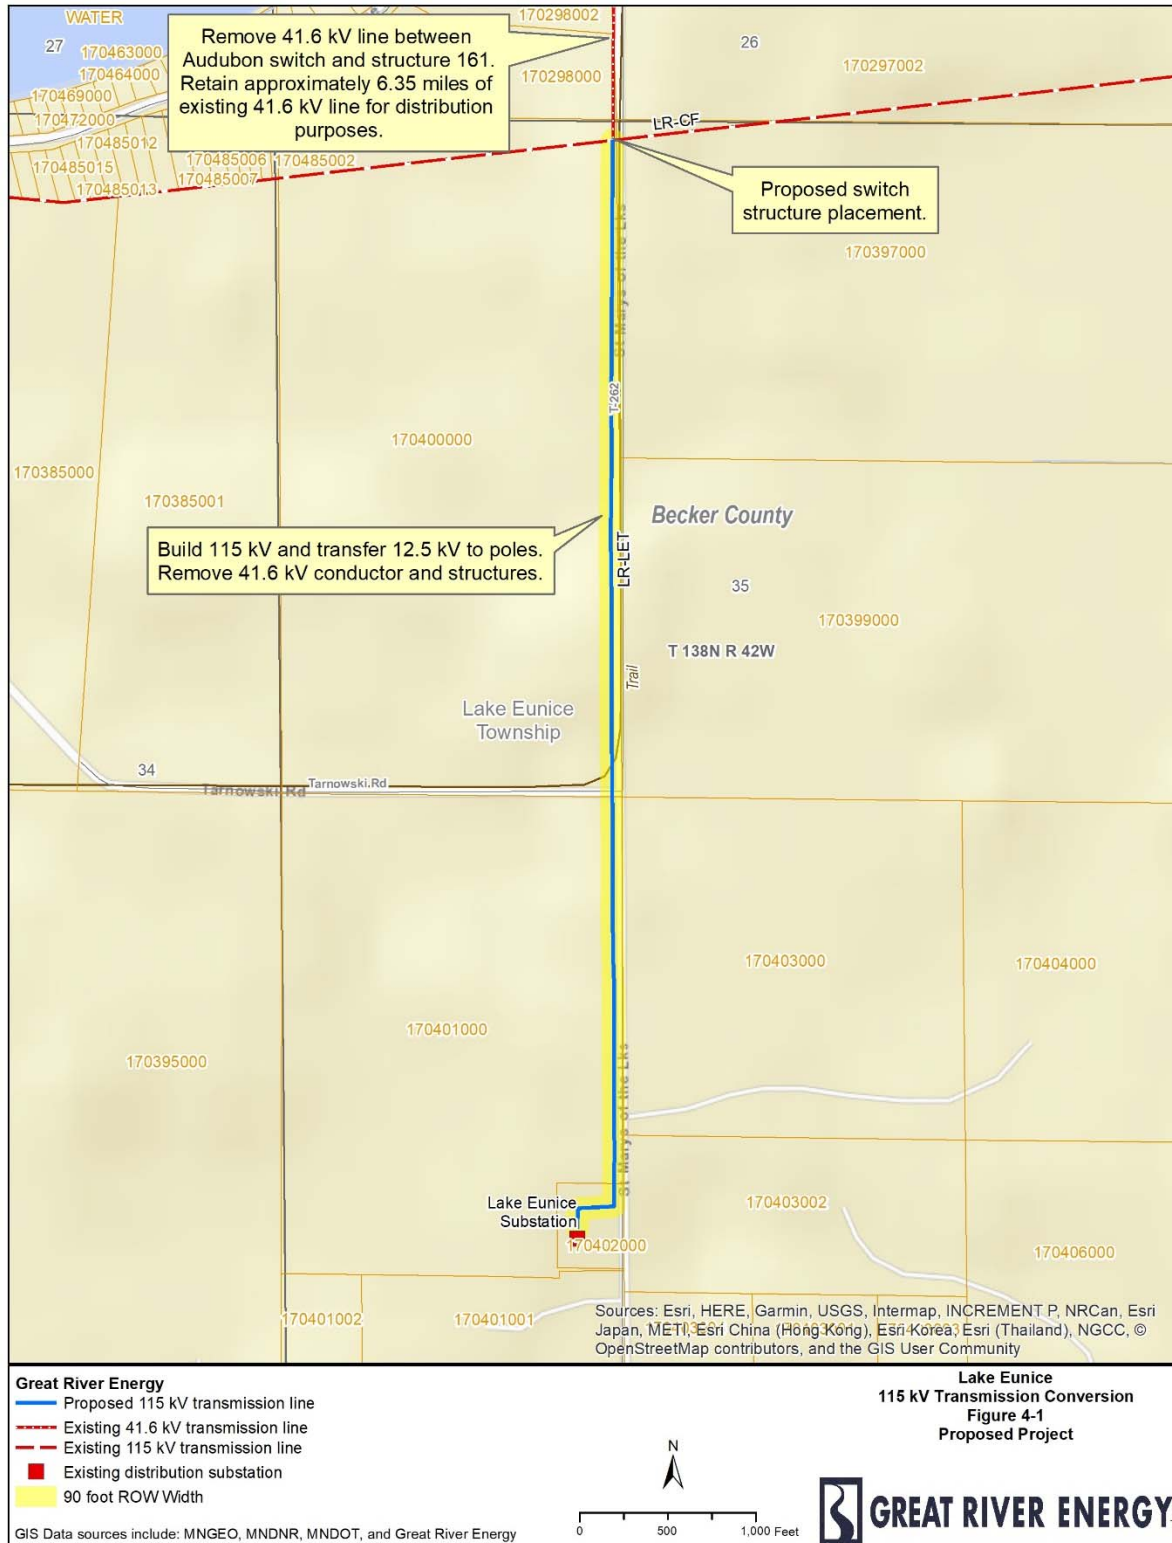 WATER
27
170463000
170464000
170469000
170472000
170485012
170485015
170485013
170485006
170485007
170485002
Remove 41.6 kV line between
Audubon switch and structure 161.
Retain approximately 6.35 miles of
existing 41.6 kV line for distribution
purposes.
170298002
170298000
26
170297002
LR-CF
Proposed switch
structure placement.
170397000
St Marys of the Lks
T-262
170400000
170385000
170385001
Becker County
Build 115 kV and transfer 12.5 kV to poles.
Remove 41.6 kV conductor and structures.
LR-LET
35
170399000
T 138N R 42W
Trail
Lake Eunice
Township
34
Tarnowski Rd
Tarnowski Rd
170403000
170404000
170401000
170395000
St Marys of the Lks
Lake Eunice
Substation
170402000
170403002
170406000
170401002
170401001
Sources: Esri, HERE, Garmin, USGS, Intermap, INCREMENT P, NRCan, Esri
Japan, METI, Esri China (Hong Kong), Esri Korea, Esri (Thailand), NGCC, ©
OpenStreetMap contributors, and the GIS User Community
Great River Energy
Proposed 115 kV transmission line
Existing 41.6 kV transmission line
Existing 115 kV transmission line
Existing distribution substation
90 foot ROW Width
GIS Data sources include: MNGEO, MNDNR, MNDOT, and Great River Energy
N
0 500 1,000 Feet
Lake Eunice
115 kV Transmission Conversion
Figure 4-1
Proposed Project
GREAT RIVER ENERGY